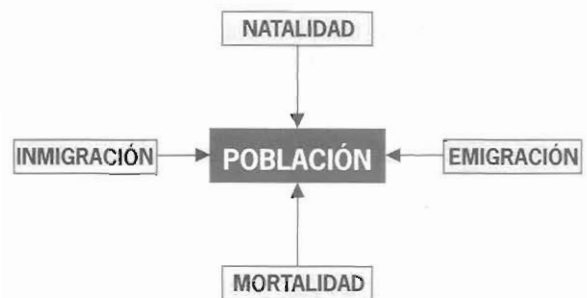 NATALIDAD
INMIGRACIÓN
POBLACIÓN
EMIGRACIÓN
MORTALIDAD